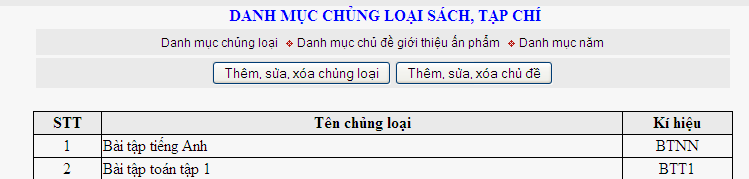 DANH MỤC CHỦNG LOẠI SÁCH, TẠP CHÍ
Danh mục chủng loại ❖ Danh mục chủ đề giới thiệu ấn phẩm ❖ Danh mục năm
Thêm, sửa, xóa chủng loại Thêm, sửa, xóa chủ đề
STT Tên chủng loại Kí hiệu
1 Bài tập tiếng Anh BTNN
2 Bài tập toán tập 1 BTT1